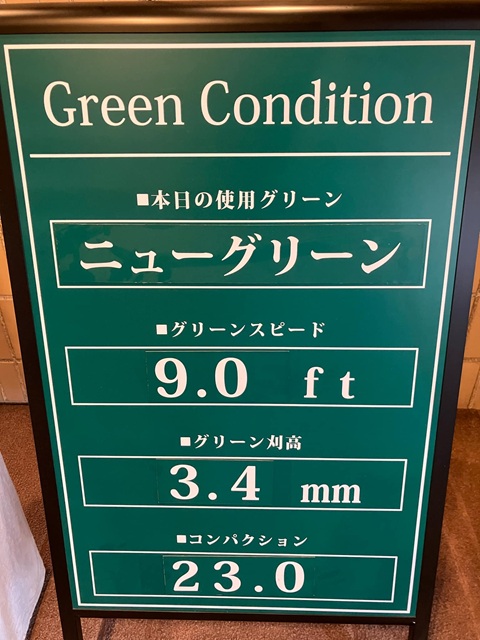 Green Condition
■本日の使用グリーン
ニューグリーン
■グリーンスピード
9.0 ft
■グリーン刈高
3.4 mm
■コンパクション
23.0